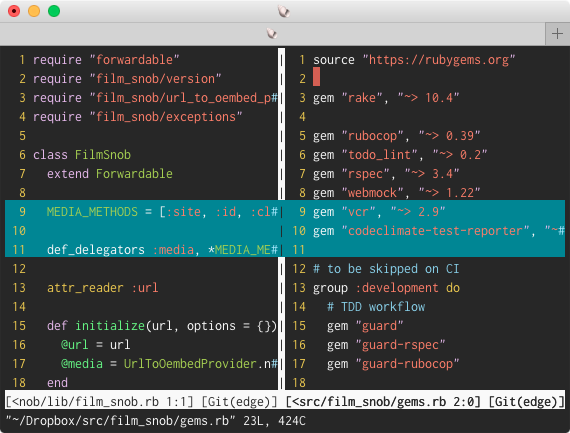 1 require "forwardable"
2 require "film_snob/version"
3 require "film_snob/url_to_oembed_p#
4 require "film_snob/exceptions"
5
6 class FilmSnob
7   extend Forwardable
8
9   MEDIA_METHODS = [:site, :id, :cl#
10
11   def_delegators :media, *MEDIA_ME#
12
13   attr_reader :url
14
15   def initialize(url, options = {})
16     @url = url
17     @media = UrlToOembedProvider.n#
18   end
1 source "https://rubygems.org"
2
3 gem "rake", "~> 10.4"
4
5 gem "rubocop", "~> 0.39"
6 gem "todo_lint", "~> 0.2"
7 gem "rspec", "~> 3.4"
8 gem "webmock", "~> 1.22"
9 gem "vcr", "~> 2.9"
10 gem "codeclimate-test-reporter", "~#
11
12 # to be skipped on CI
13 group :development do
14   # TDD workflow
15   gem "guard"
16   gem "guard-rspec"
17   gem "guard-rubocop"
18
[<nob/lib/film_snob.rb 1:1] [Git(edge)] [<src/film_snob/gems.rb 2:0] [Git(edge)]
"~/Dropbox/src/film_snob/gems.rb" 23L, 424C